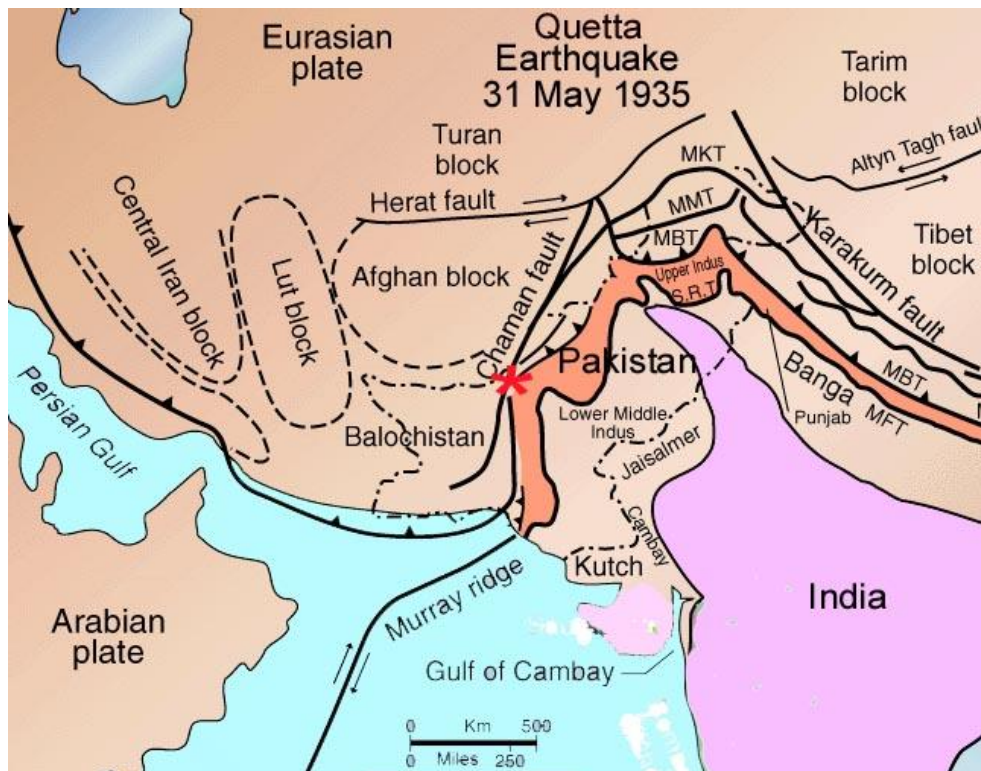 Quetta
Earthquake
31 May 1935
Eurasian
plate
Tarim
block
Turan
block
MKT
Altyn Tagh fault
Herat fault
MMT
Central Iran block
Lut block
Afghan block
Chaman fault
MBT
Karakurm fault
Tibet
block
Upper Indus
S.R.T
Persian Gulf
Pakistan
Banga
MBT
Punjab
MFT
Balochistan
Lower Middle
Indus
Jaisalmer
Cambay
Kutch
India
Murray ridge
Arabian
plate
Gulf of Cambay
0 Km 500
0 Miles 250